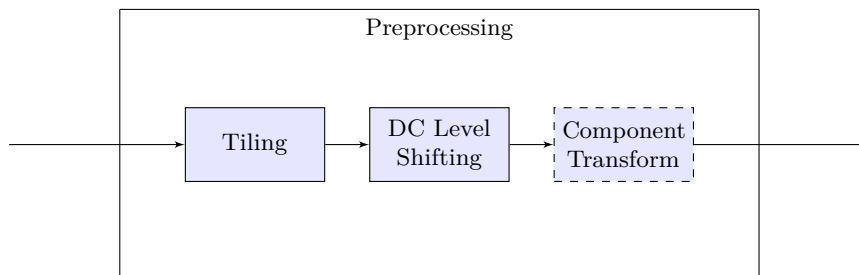 Preprocessing
Tiling
DC Level
Shifting
Component
Transform